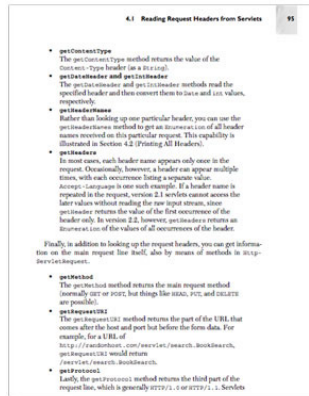 4.1 Reading Request Headers from Servlets 95
• getContentType
The getContentType method returns the value of the
Content-Type header (as a String).
• getDateHeader and getIntHeader
The getDateHeader and getIntHeader methods read the
specified header and then convert them to Date and int values,
respectively.
• getHeaderNames
Rather than looking up one particular header, you can use the
getHeaderNames method to get an Enumeration of all header
names received on this particular request. This capability is
illustrated in Section 4.2 (Printing All Headers).
• getHeaders
In most cases, each header name appears only once in the
request. Occasionally, however, a header can appear multiple
times, with each occurrence listing a separate value.
Accept-Language is one such example. If a header name is
repeated in the request, version 2.1 servlets cannot access the
later values without reading the raw input stream, since
getHeader returns the value of the first occurrence of the
header only. In version 2.2, however, getHeaders returns an
Enumeration of the values of all occurrences of the header.
Finally, in addition to looking up the request headers, you can get informa-
tion on the main request line itself, also by means of methods in Http-
ServletRequest.
• getMethod
The getMethod method returns the main request method
(normally GET or POST, but things like HEAD, PUT, and DELETE
are possible).
• getRequestURI
The getRequestURI method returns the part of the URL that
comes after the host and port but before the form data. For
example, for a URL of
http://randomhost.com/servlet/search.BookSearch,
getRequestURI would return
/servlet/search.BookSearch.
• getProtocol
Lastly, the getProtocol method returns the third part of the
request line, which is generally HTTP/1.0 or HTTP/1.1. Servlets